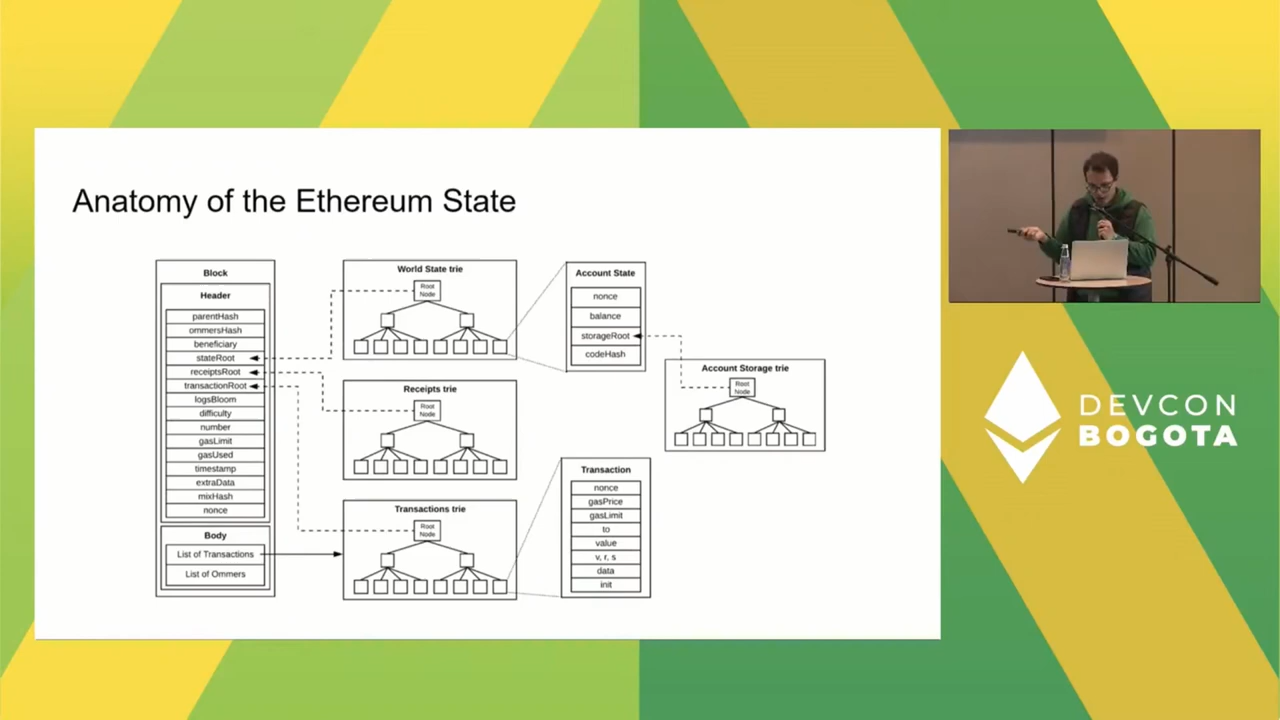 Anatomy of the Ethereum State
Block
Header
parentHash
ommersHash
beneficiary
stateRoot
receiptsRoot
transactionRoot
logsBloom
difficulty
number
gasLimit
gasUsed
timestamp
extraData
mixHash
nonce
Body
List of Transactions
List of Ommers
World State trie
Root
Node
Receipts trie
Root
Node
Transactions trie
Root
Node
Account State
nonce
balance
storageRoot
codeHash
Account Storage trie
Root
Node
Transaction
nonce
gasPrice
gasLimit
to
value
v, r, s
data
init
DEVCON
BOGOTA